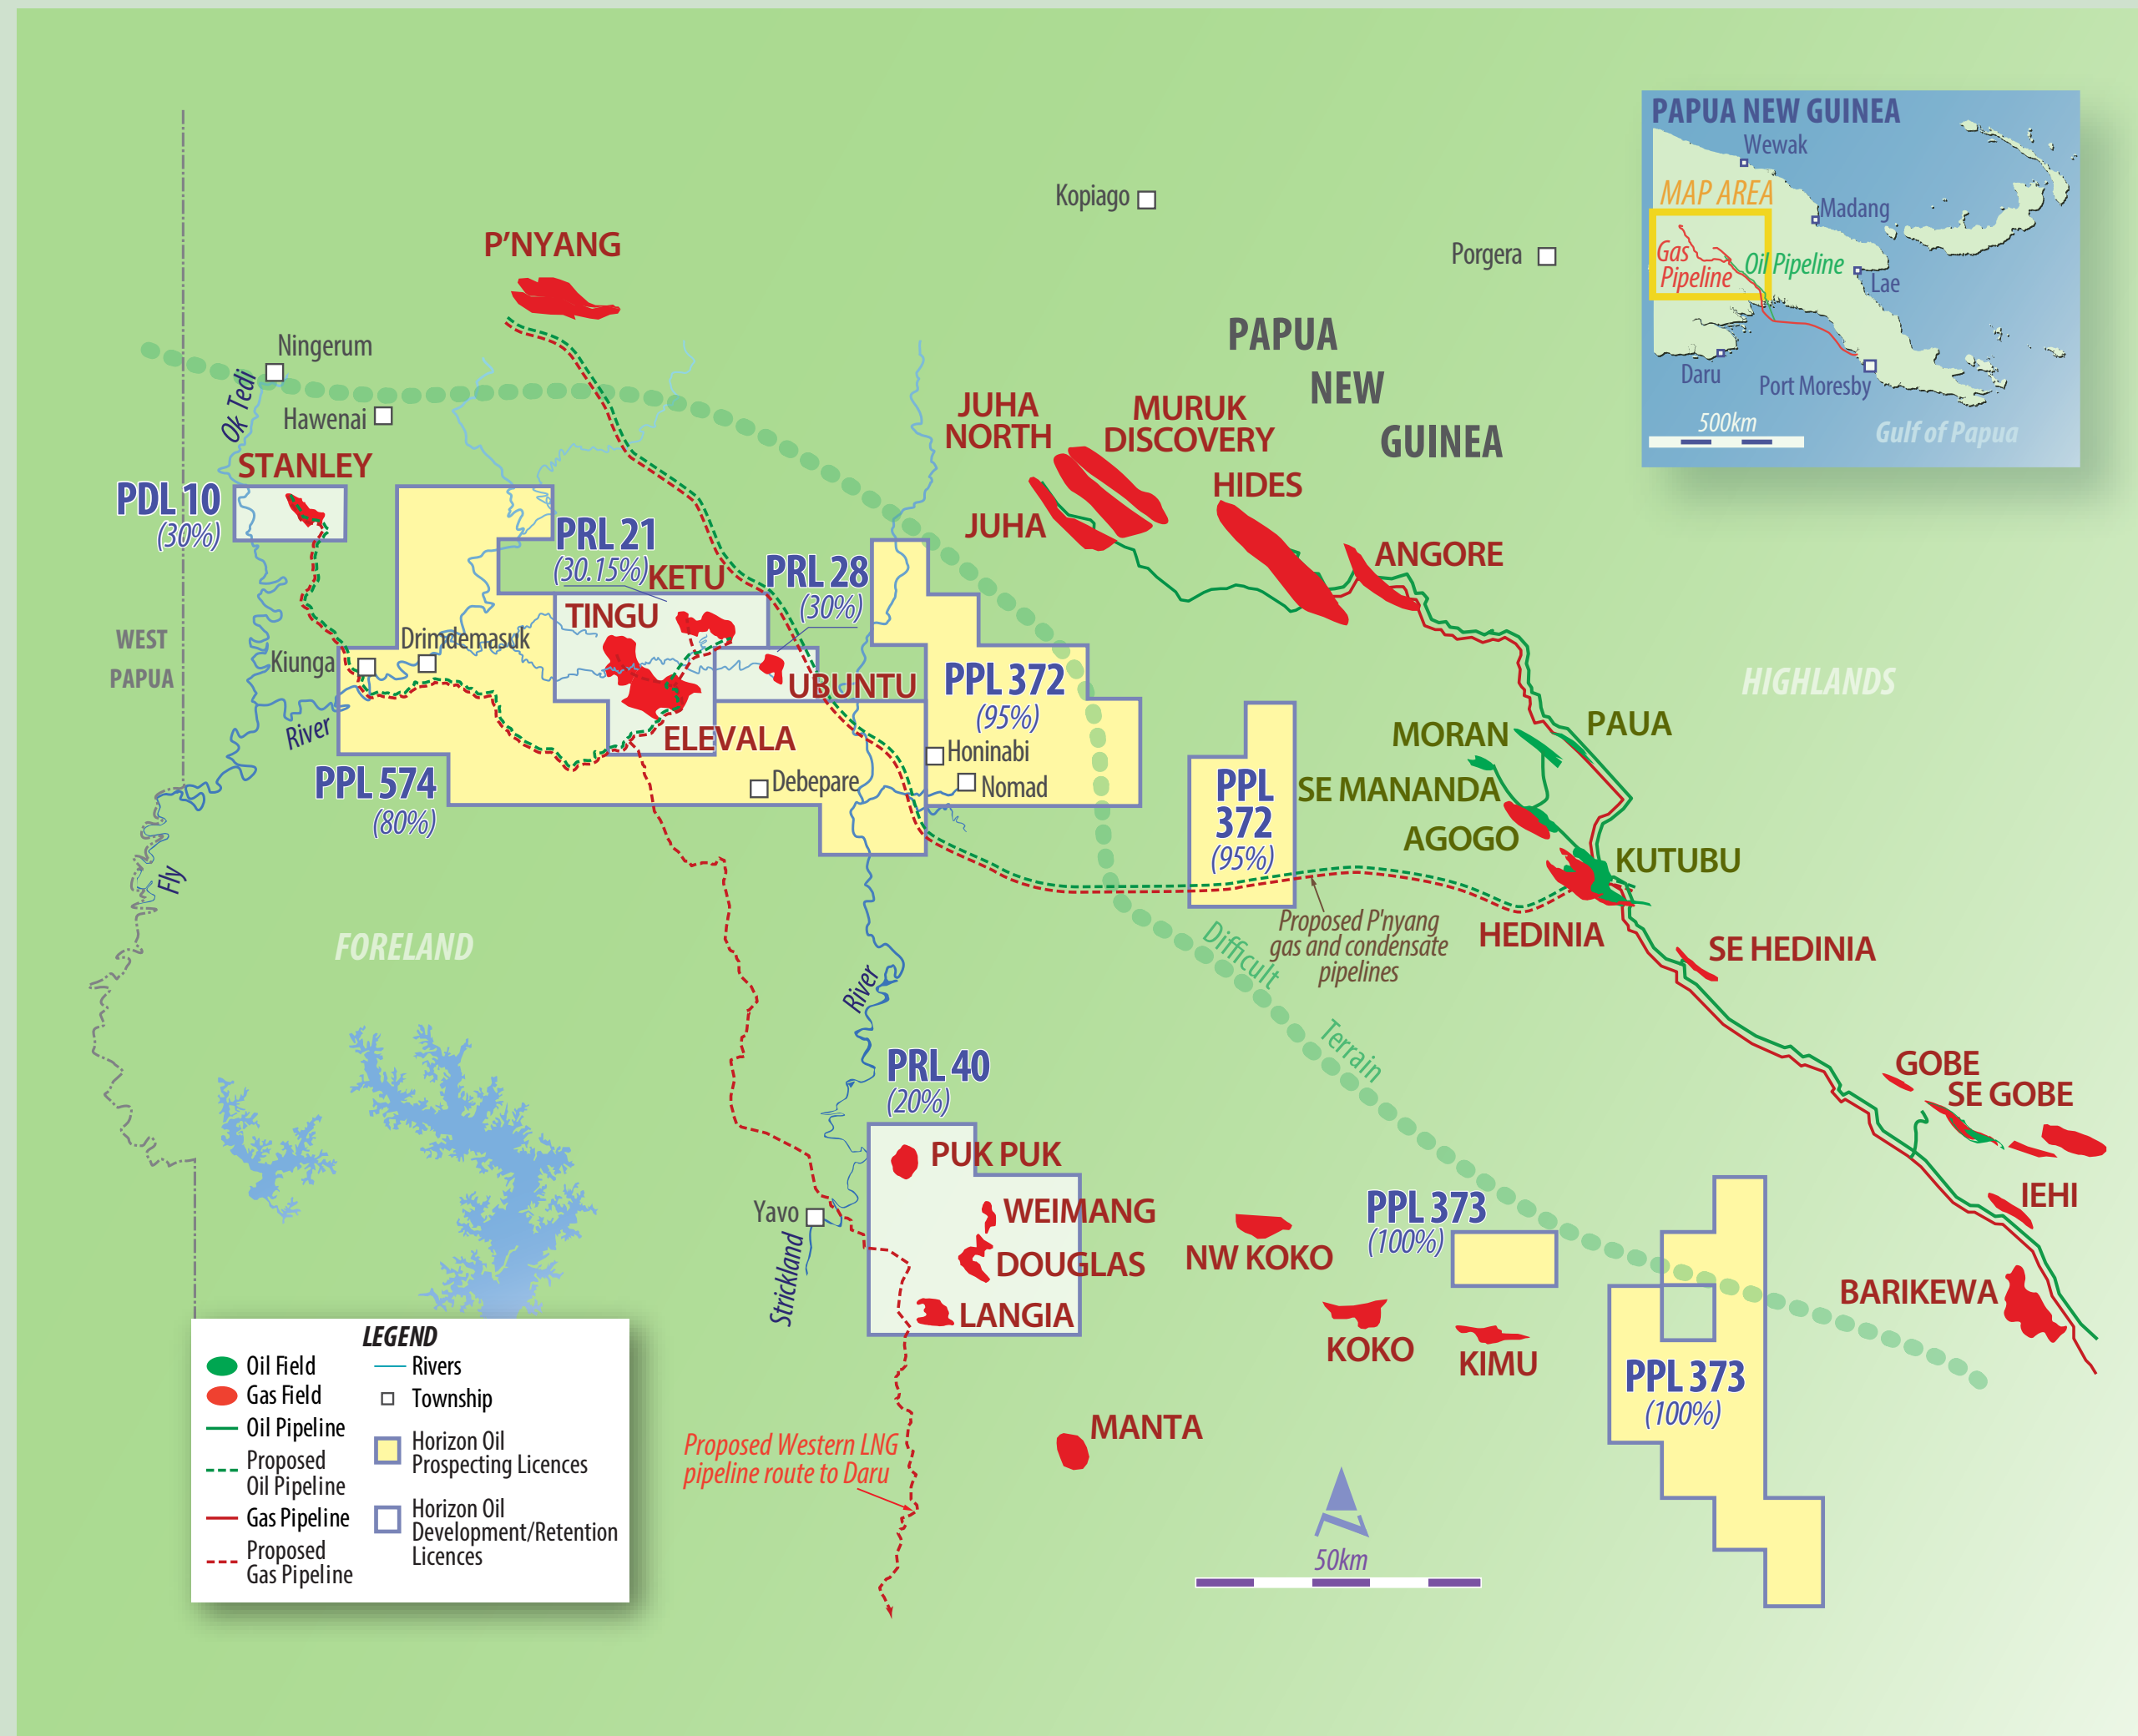 PAPUA NEW GUINEA
Wewak
MAP AREA
Madang
Gas
Pipeline
Oil Pipeline
Lae
Daru
Port Moresby
500km
Gulf of Papua
Kopiago
Porgera
P'NYANG
PAPUA
NEW
GUINEA
Ningerum
Hawenai
Ok Tedi
STANLEY
PDL 10
(30%)
JUHA
NORTH
MURUK
DISCOVERY
HIDES
JUHA
ANGORE
PRL 21
(30.15%)
KETU
PRL 28
(30%)
TINGU
WEST
PAPUA
Drimdemasuk
Kiunga
UBUNTU
PPL 372
(95%)
HIGHLANDS
River
ELEVALA
Honinabi
Debepare
Nomad
PPL 574
(80%)
MORAN
PAUA
SE MANANDA
PPL
372
(95%)
AGOGO
KUTUBU
Fly
FORELAND
Proposed P'nyang
gas and condensate
pipelines
HEDINIA
SE HEDINIA
Difficult
Terrain
River
PRL 40
(20%)
GOBE
SE GOBE
PUK PUK
Yavo
WEIMANG
Strickland
DOUGLAS
LANGIA
NW KOKO
PPL 373
(100%)
IEHI
BARIKEWA
KOKO
KIMU
PPL 373
(100%)
MANTA
Proposed Western LNG
pipeline route to Daru
50km
LEGEND
Oil Field
Gas Field
Oil Pipeline
Proposed
Oil Pipeline
Gas Pipeline
Proposed
Gas Pipeline
Rivers
Township
Horizon Oil
Prospecting Licences
Horizon Oil
Development/Retention
Licences